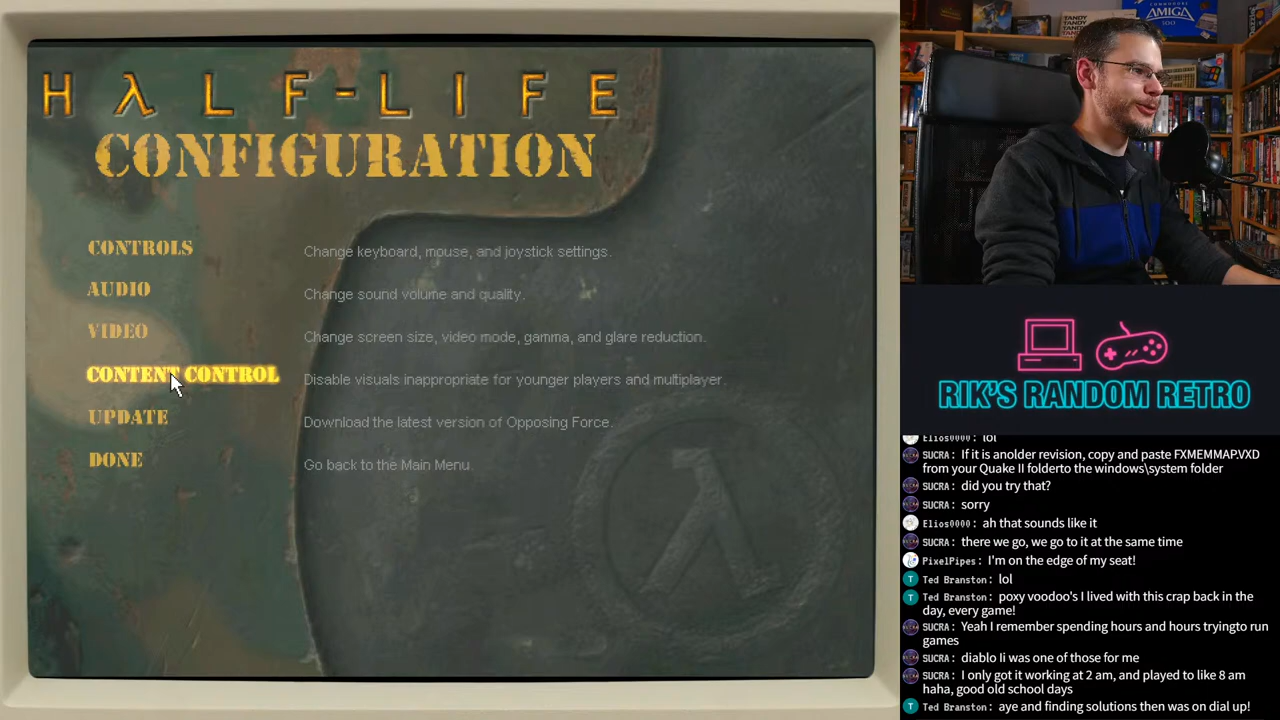 HλLF-LIFE
CONFIGURATION
CONTROLS Change keyboard, mouse, and joystick settings.
AUDIO Change sound volume and quality.
VIDEO Change screen size, video mode, gamma, and glare reduction.
CONTENT CONTROL Disable visuals inappropriate for younger players and multiplayer.
UPDATE Download the latest version of Opposing Force.
DONE Go back to the Main Menu.
COMMODORE
AMIGA
TANDY
TANDY
RIK'S RANDOM RETRO
Elios0000: lol
SUCRA: If it is anolder revision, copy and paste FXMEMMAP.VXD
from your Quake II folderto the windows\system folder
SUCRA: did you try that?
SUCRA: sorry
Elios0000: ah that sounds like it
SUCRA: there we go, we go to it at the same time
PixelPipes: I'm on the edge of my seat!
T Ted Branston: lol
T Ted Branston: poxy voodoo's I lived with this crap back in the
day, every game!
SUCRA: Yeah I remember spending hours and hours tryingto run
games
SUCRA: diablo Ii was one of those for me
SUCRA: I only got it working at 2 am, and played to like 8 am
haha, good old school days
T Ted Branston: aye and finding solutions then was on dial up!